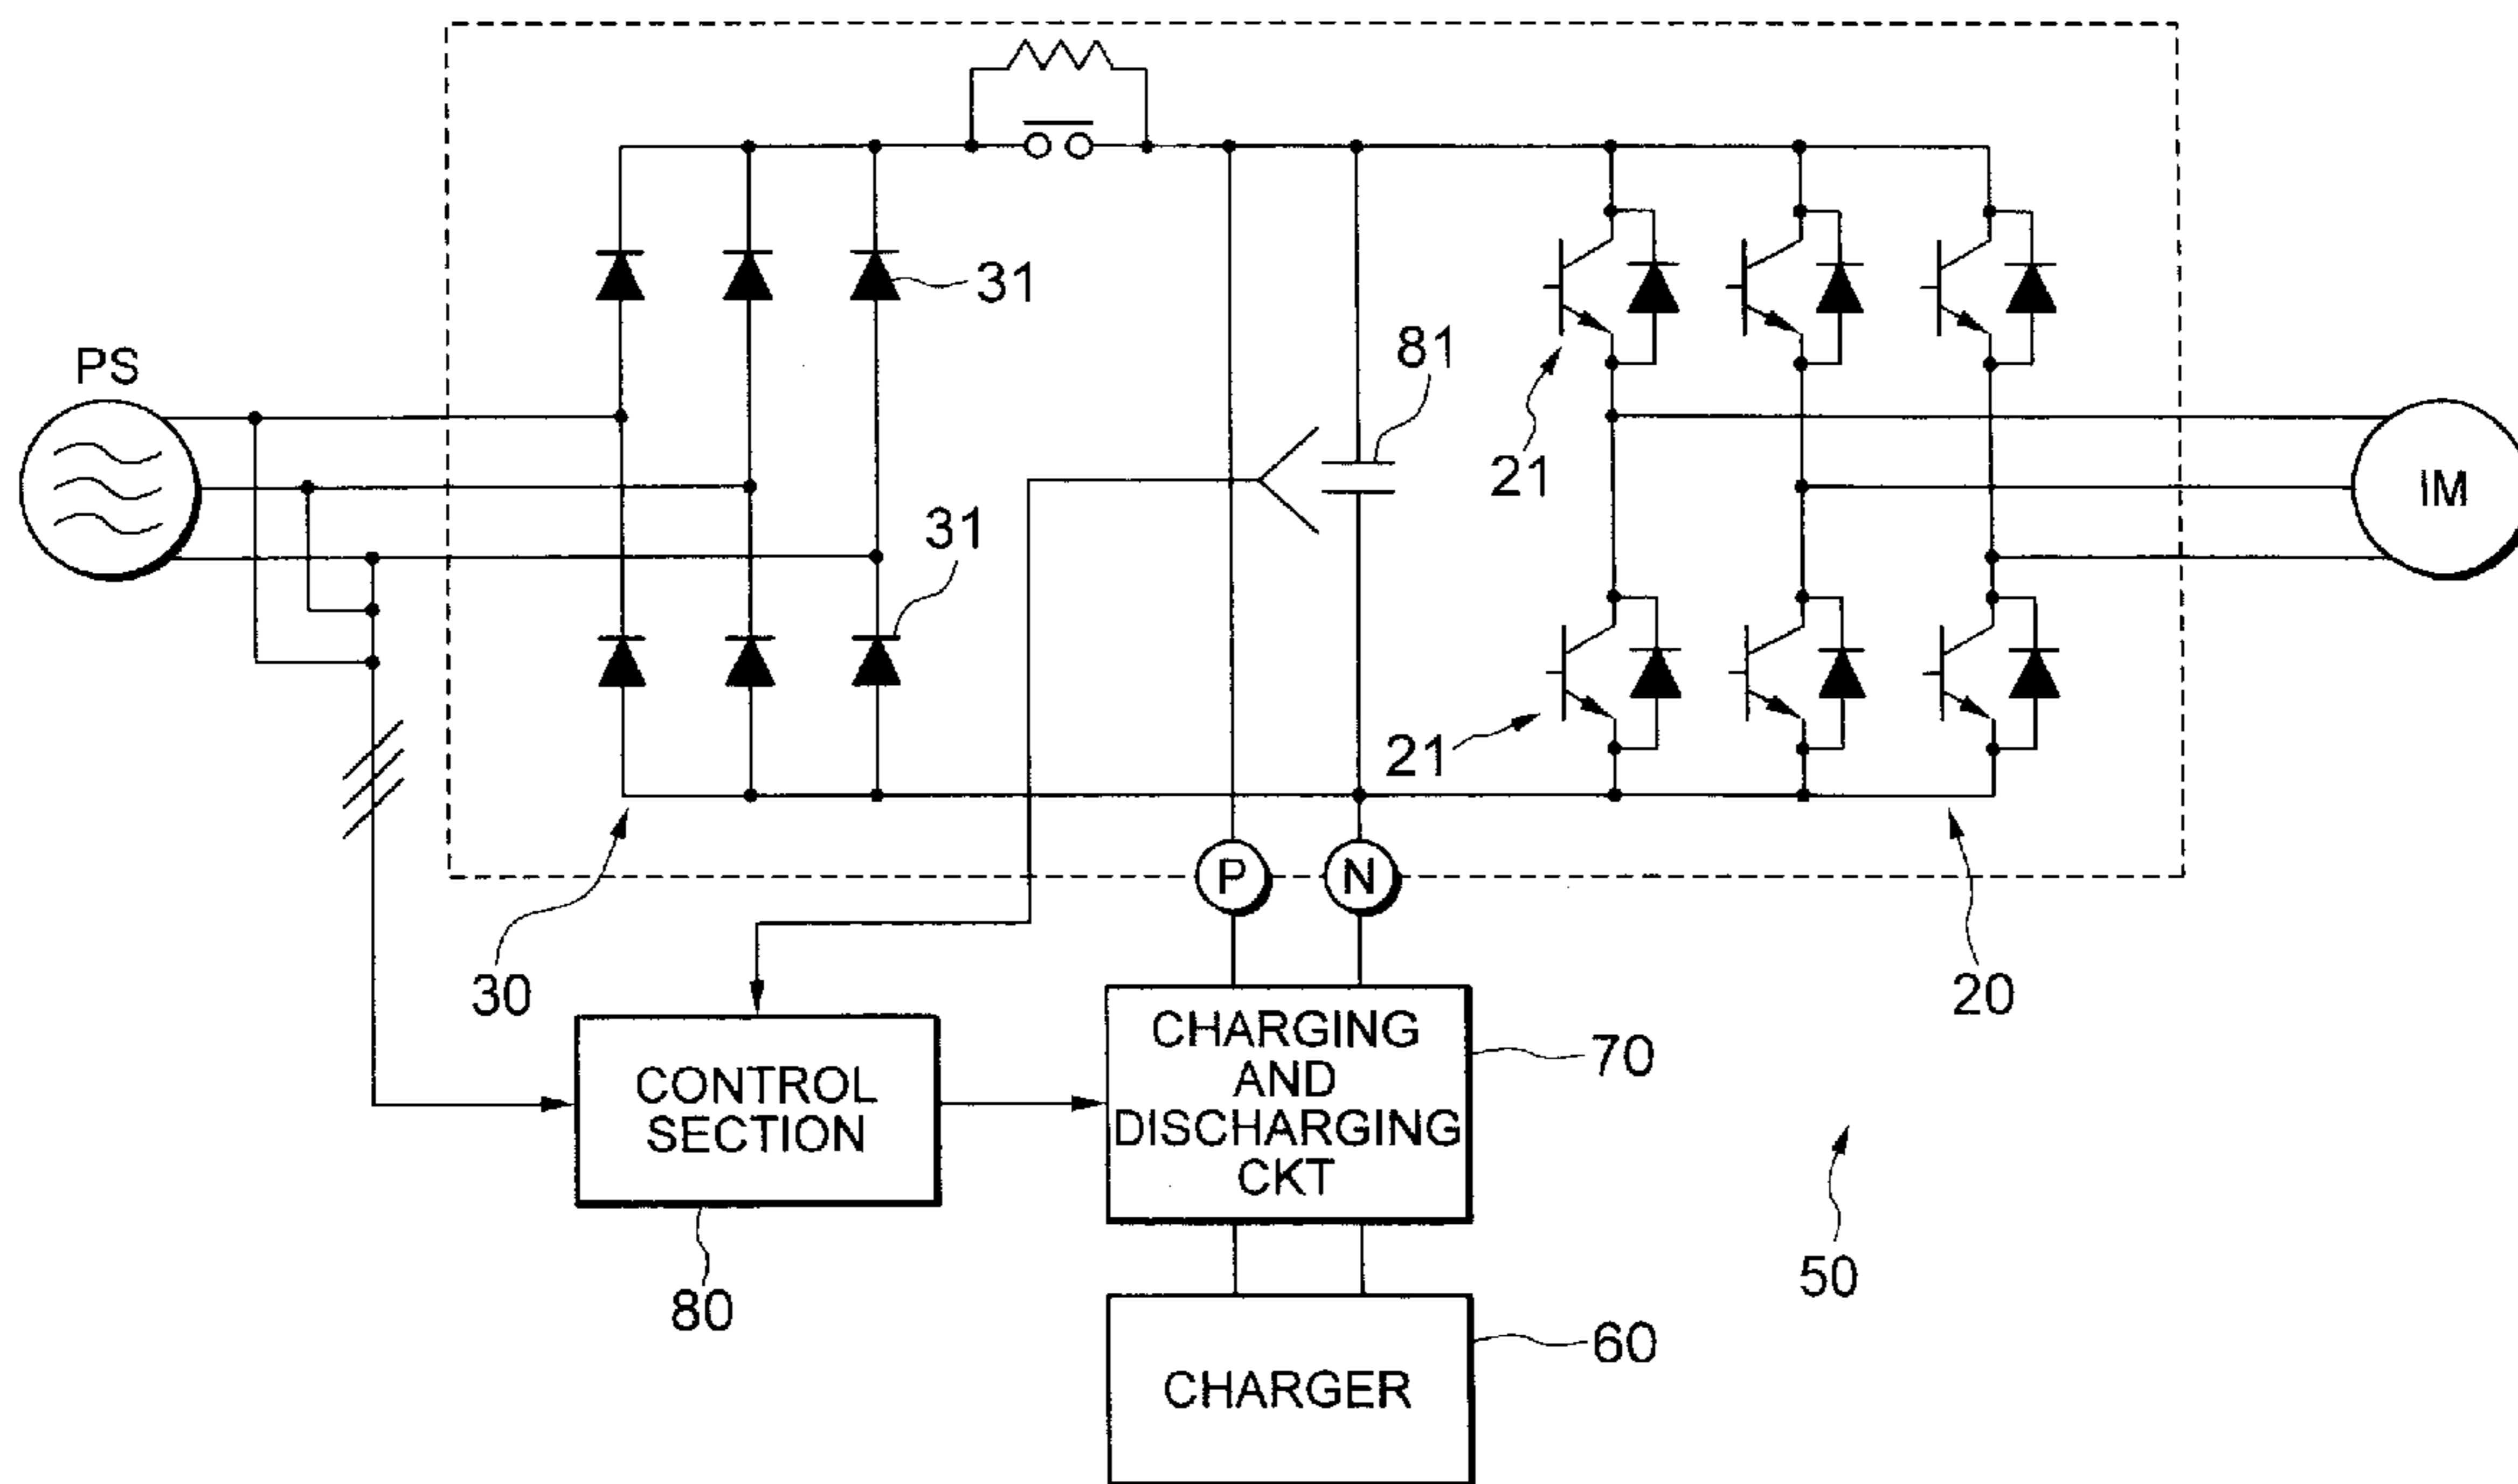 31
PS
81
21
31
IM
21
P
N
30
20
CHARGING
AND
DISCHARGING
CKT
70
CONTROL
SECTION
50
80
60
CHARGER